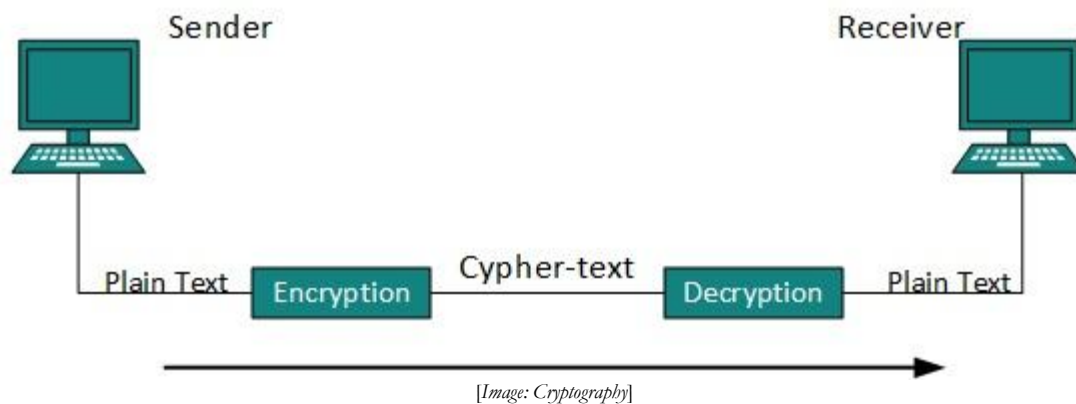 Sender
Receiver
Plain Text
Encryption
Cypher-text
Decryption
Plain Text
[Image: Cryptography]